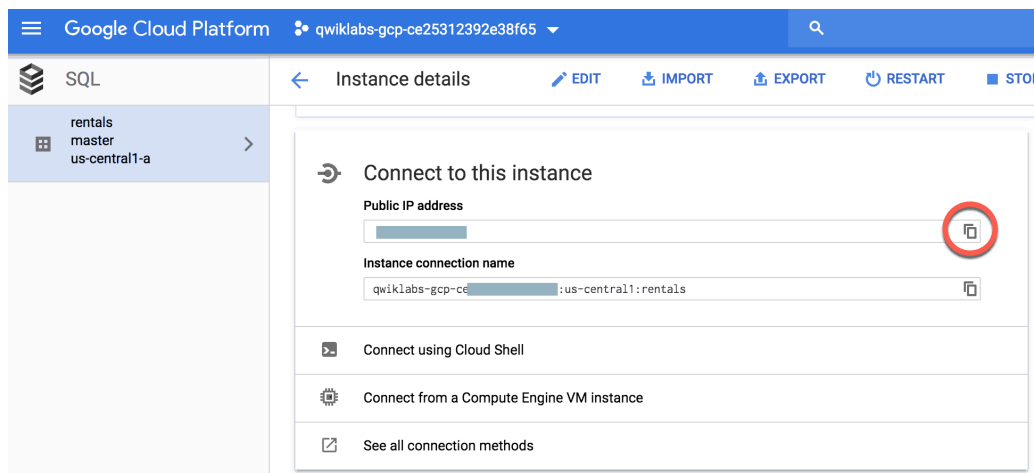 Google Cloud Platform qwiklabs-gcp-ce25312392e38f65
SQL Instance details EDIT IMPORT EXPORT RESTART STO
rentals
master
us-central1-a
Connect to this instance
Public IP address
Instance connection name
qwiklabs-gcp-ce :us-central1:rentals
Connect using Cloud Shell
Connect from a Compute Engine VM instance
See all connection methods